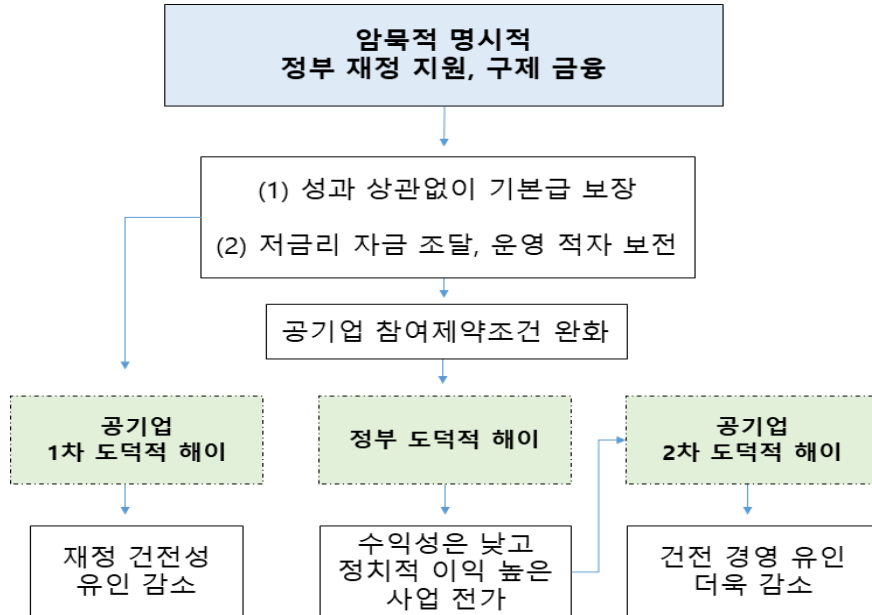 암묵적 명시적
정부 재정 지원, 구제 금융
(1) 성과 상관없이 기본급 보장
(2) 저금리 자금 조달, 운영 적자 보전
공기업 참여제약조건 완화
공기업
1차 도덕적 해이
정부 도덕적 해이
공기업
2차 도덕적 해이
재정 건전성
유인 감소
수익성은 낮고
정치적 이익 높은
사업 전가
건전 경영 유인
더욱 감소